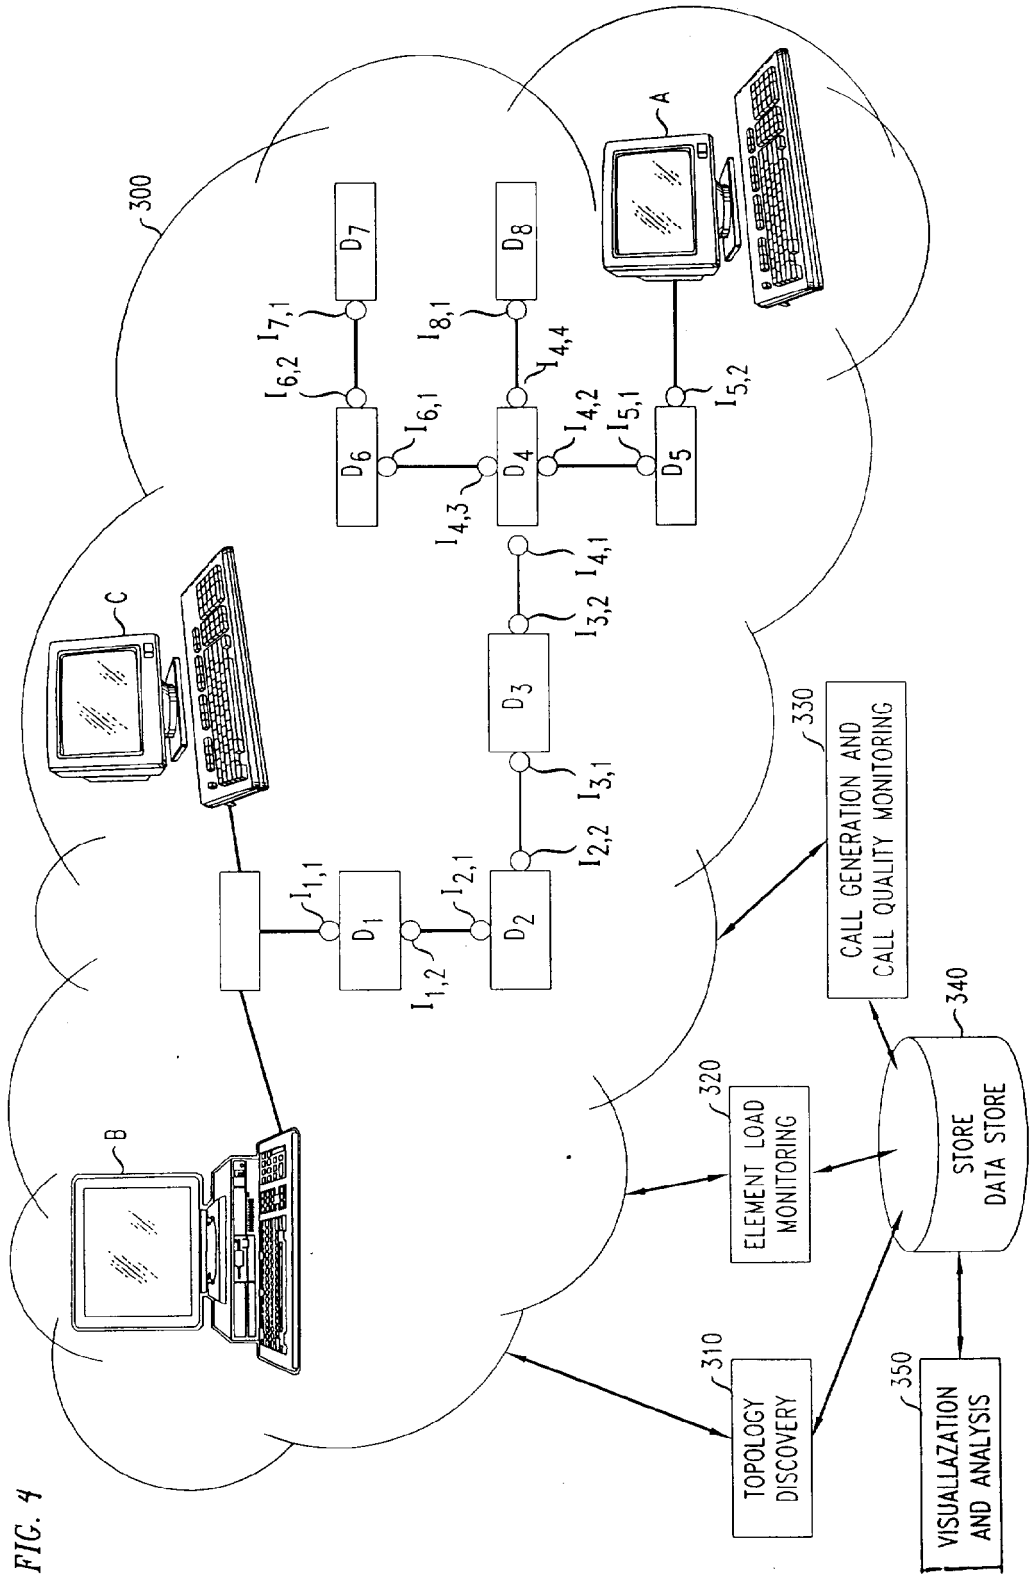 FIG. 4
300
B
C
A
I1,1
D1
I1,2
I2,1
D2
I2,2
I3,1
D3
I3,2
I4,1
D4
I4,3
I4,2
I4,4
I6,1
D6
I6,2
I7,1
D7
I8,1
D8
I5,1
D5
I5,2
310
TOPOLOGY
DISCOVERY
320
ELEMENT LOAD
MONITORING
330
CALL GENERATION AND
CALL QUALITY MONITORING
340
STORE
DATA STORE
350
VISUALLAZATION
AND ANALYSIS